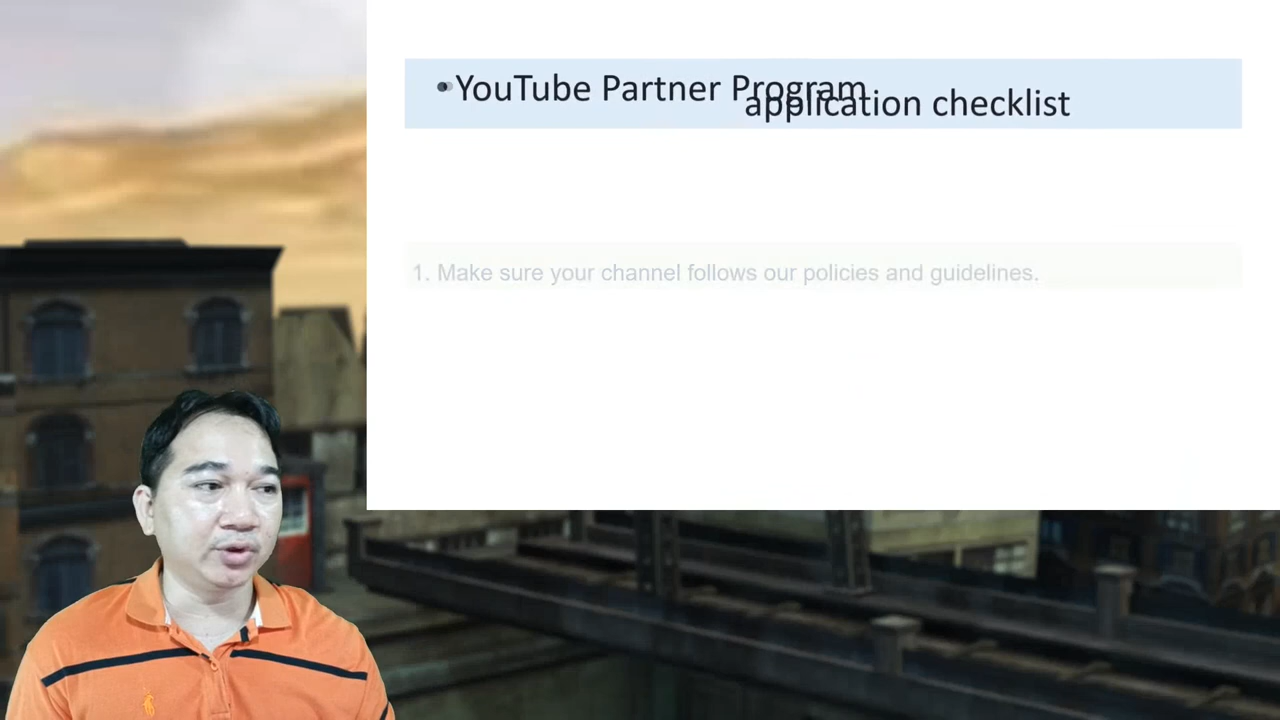 •YouTube Partner Program
application checklist
1. Make sure your channel follows our policies and guidelines.